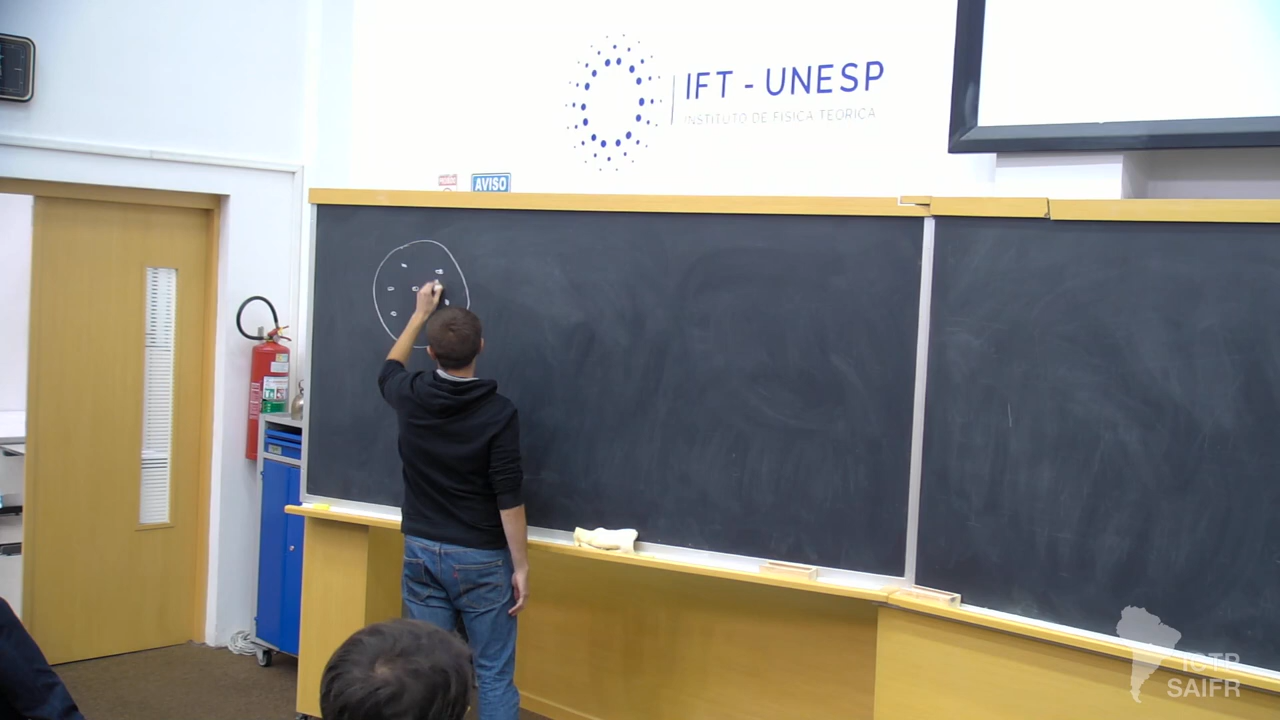 IFT - UNESP
INSTITUTO DE FÍSICA TEÓRICA
AVISO
ICTP
SAIFR